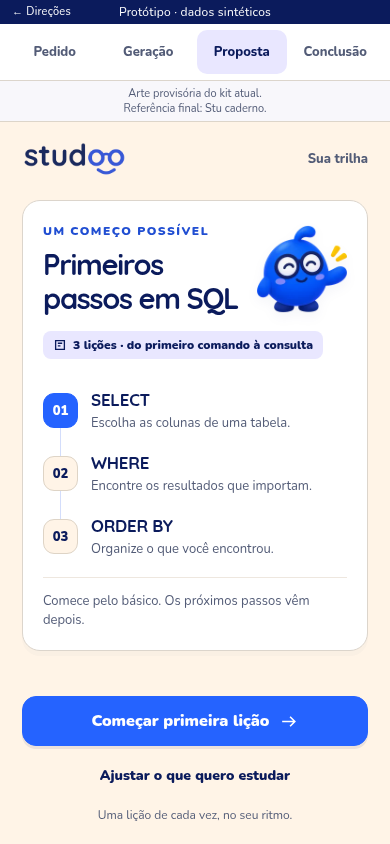 ← Direções
Protótipo · dados sintéticos
Pedido
Geração
Proposta
Conclusão
Arte provisória do kit atual.
Referência final: Stu caderno.
studoo
Sua trilha
UM COMEÇO POSSÍVEL
Primeiros
passos em SQL
3 lições · do primeiro comando à consulta
01
SELECT
Escolha as colunas de uma tabela.
02
WHERE
Encontre os resultados que importam.
03
ORDER BY
Organize o que você encontrou.
Comece pelo básico. Os próximos passos vêm
depois.
Começar primeira lição →
Ajustar o que quero estudar
Uma lição de cada vez, no seu ritmo.